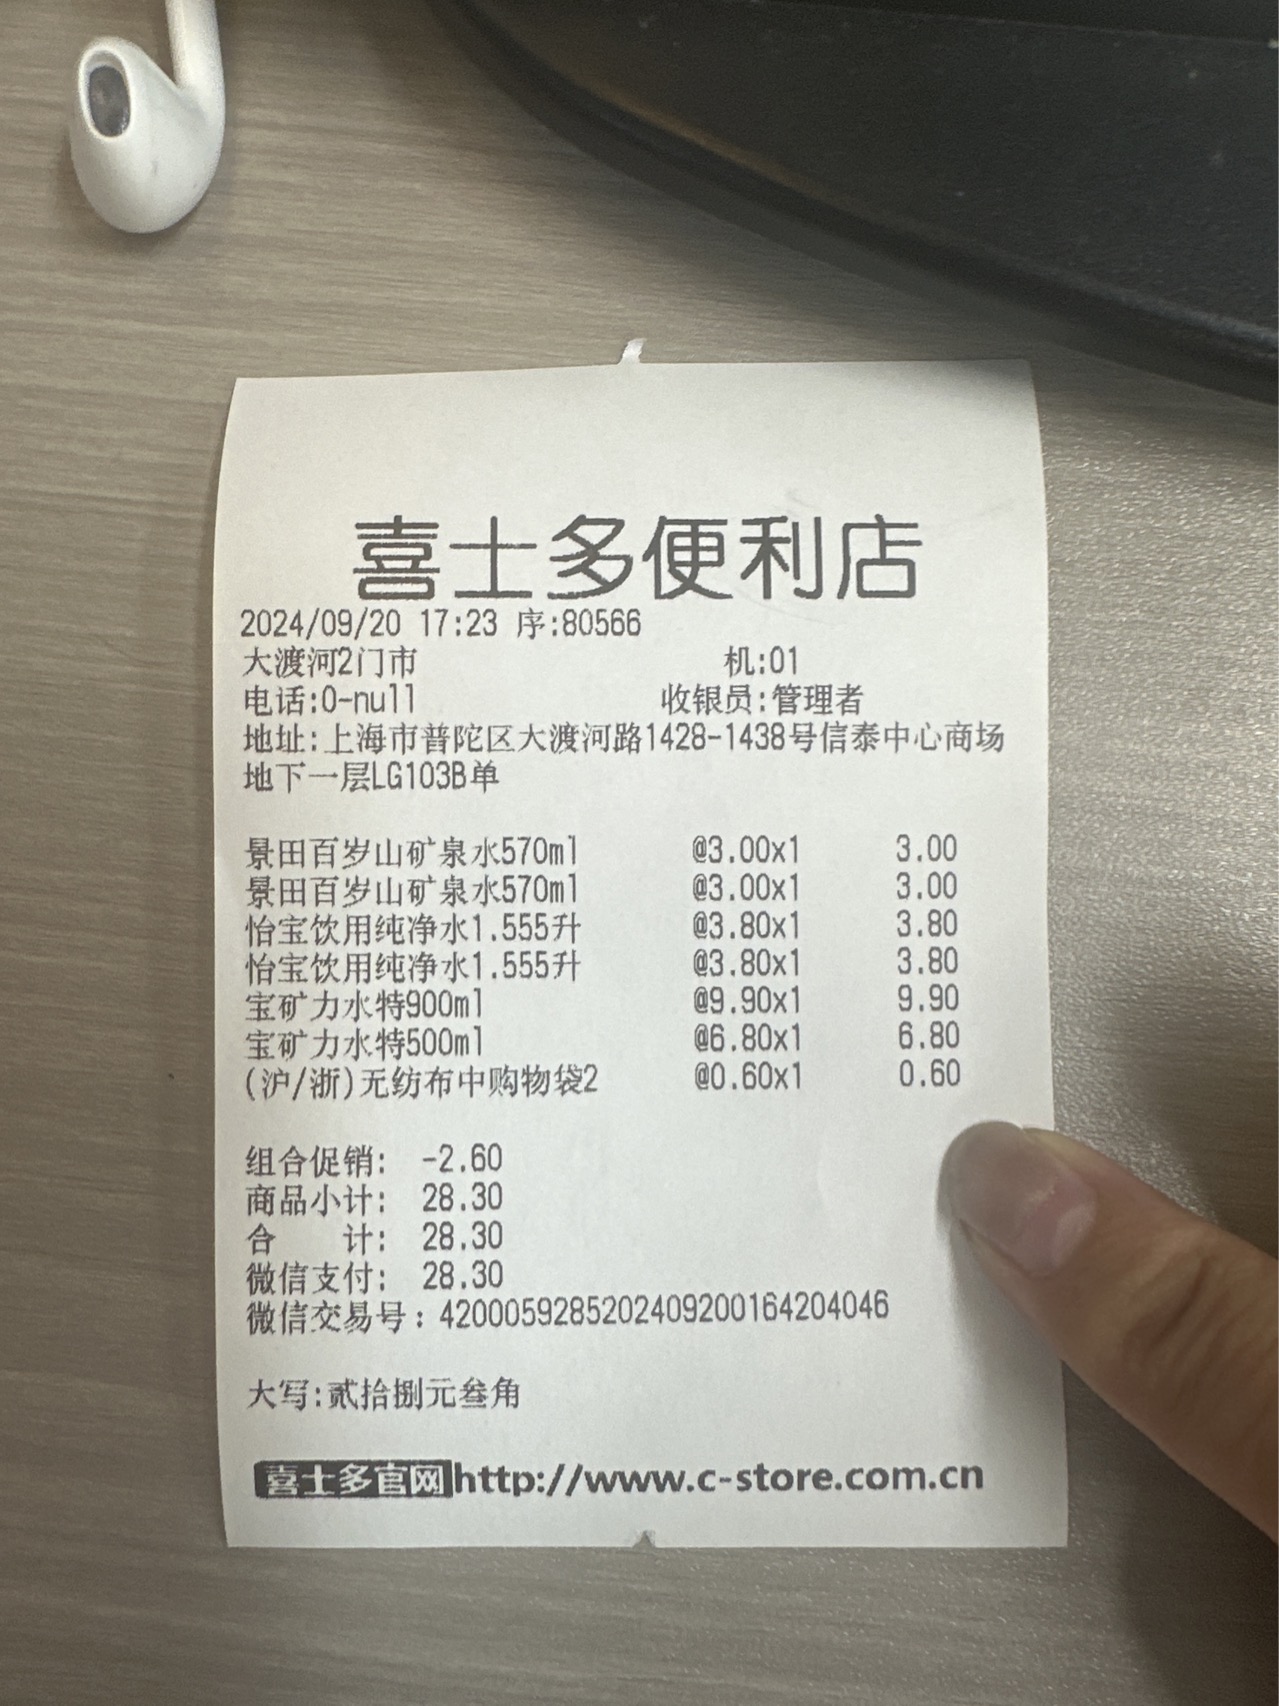 喜士多便利店
2024/09/20 17:23 序:80566
大渡河2门市 机:01
电话:0-null 收银员:管理者
地址:上海市普陀区大渡河路1428-1438号信泰中心商场
地下一层LG103B单
景田百岁山矿泉水570ml @3.00x1 3.00
景田百岁山矿泉水570ml @3.00x1 3.00
怡宝饮用纯净水1.555升 @3.80x1 3.80
怡宝饮用纯净水1.555升 @3.80x1 3.80
宝矿力水特900ml @9.90x1 9.90
宝矿力水特500ml @6.80x1 6.80
(沪/浙)无纺布中购物袋2 @0.60x1 0.60
组合促销: -2.60
商品小计: 28.30
合 计: 28.30
微信支付: 28.30
微信交易号:4200059285202409200164204046
大写:贰拾捌元叁角
喜士多官网http://www.c-store.com.cn